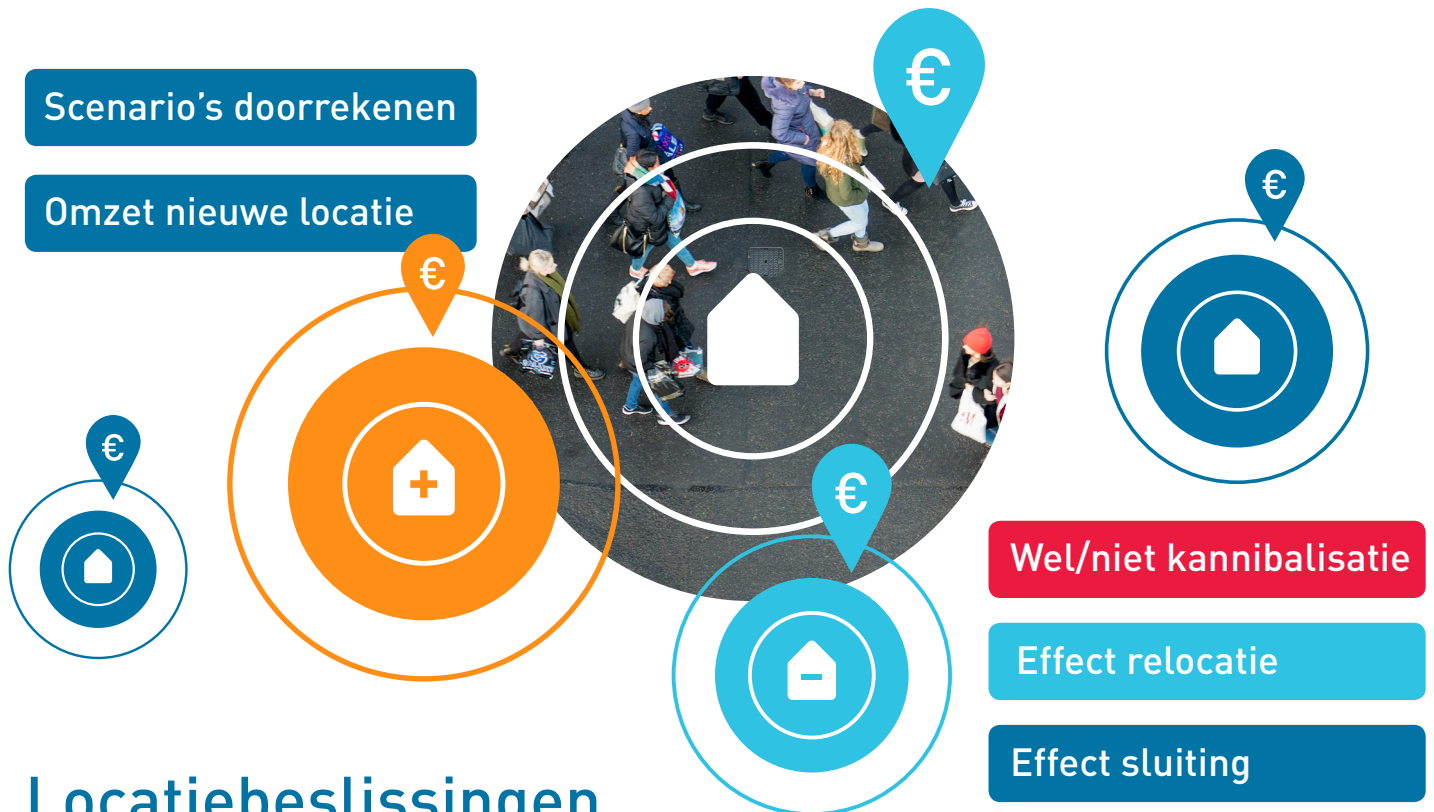 Scenario's doorrekenen
Omzet nieuwe locatie
€
€
€
€
€
Wel/niet kannibalisatie
Effect relocatie
Effect sluiting
Locatiebeslissingen